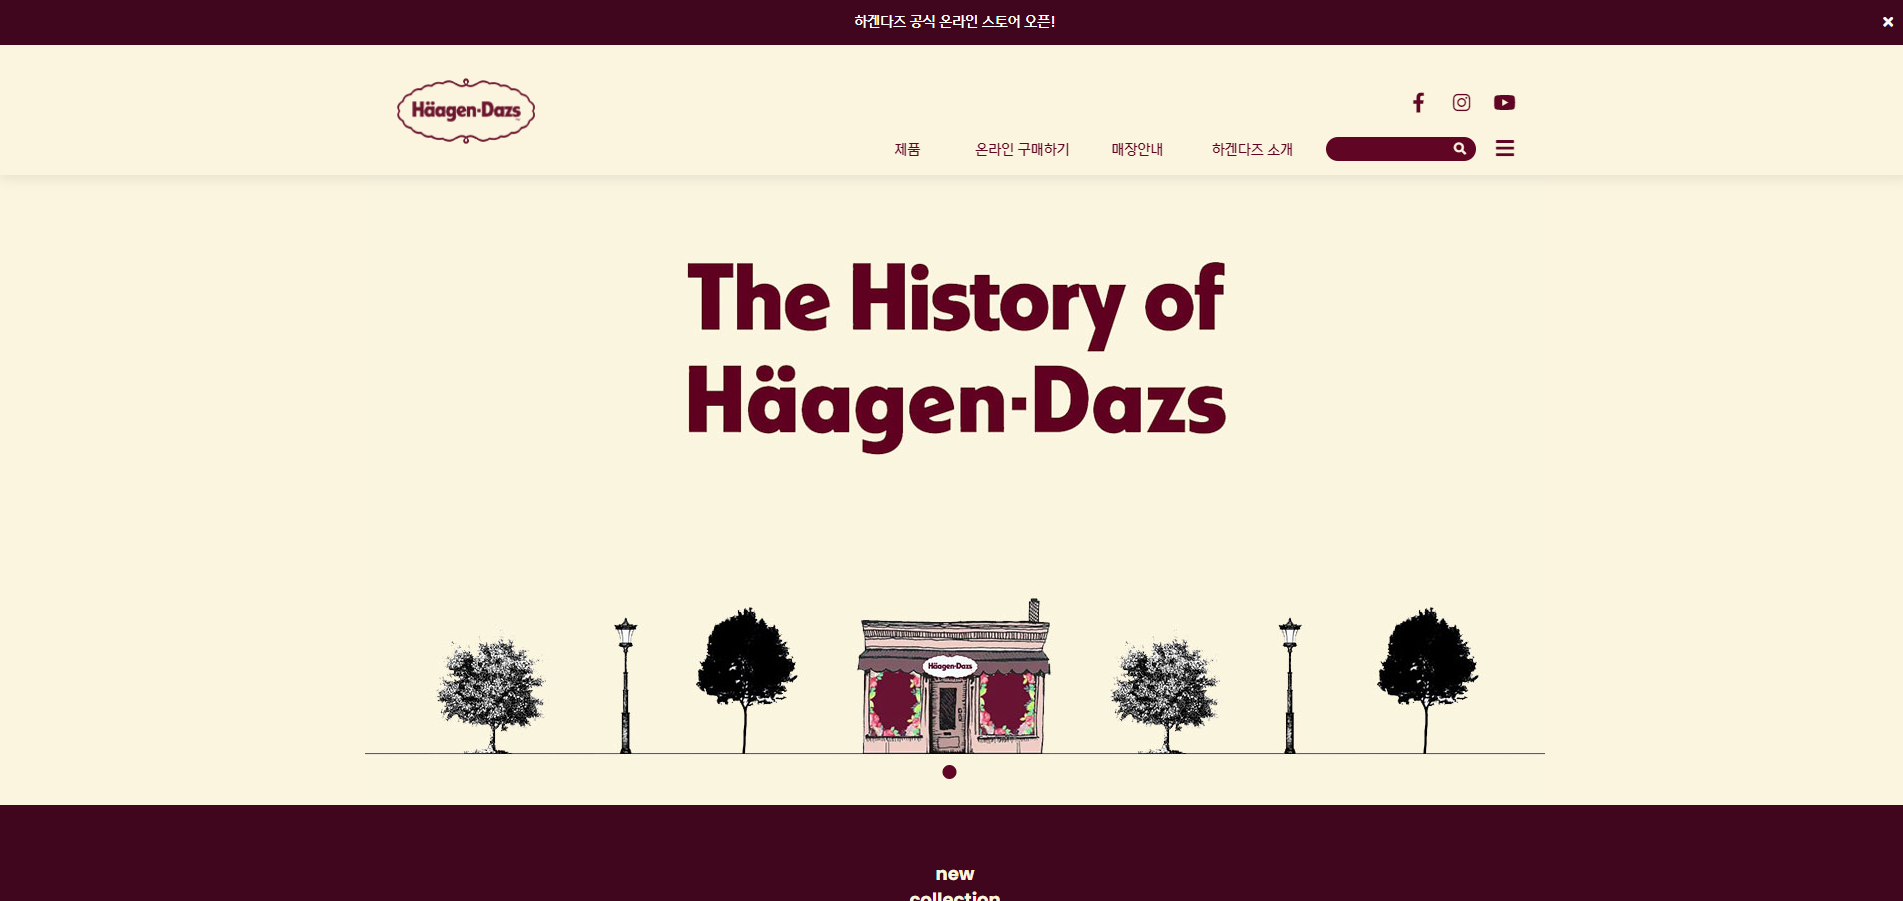 하겐다즈 공식 온라인 스토어 오픈!
Häagen-Dazs
제품 온라인 구매하기 매장안내 하겐다즈 소개
The History of
Häagen-Dazs
Häagen-Dazs
new
collection